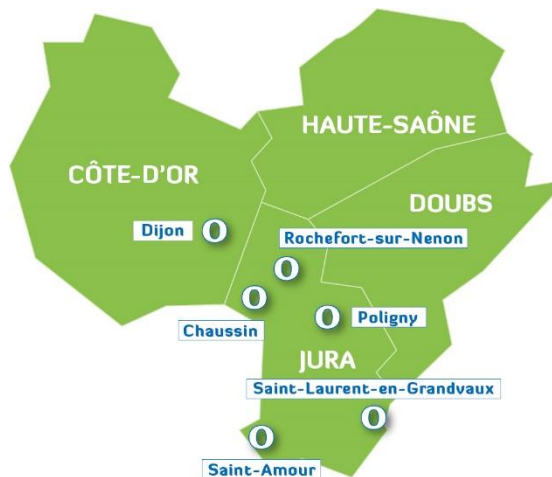 HAUTE-SAÔNE
CÔTE-D'OR
DOUBS
Dijon
O
Rochefort-sur-Nenon
O
O
Chaussin
O
Poligny
JURA
Saint-Laurent-en-Grandvaux
O
O
Saint-Amour